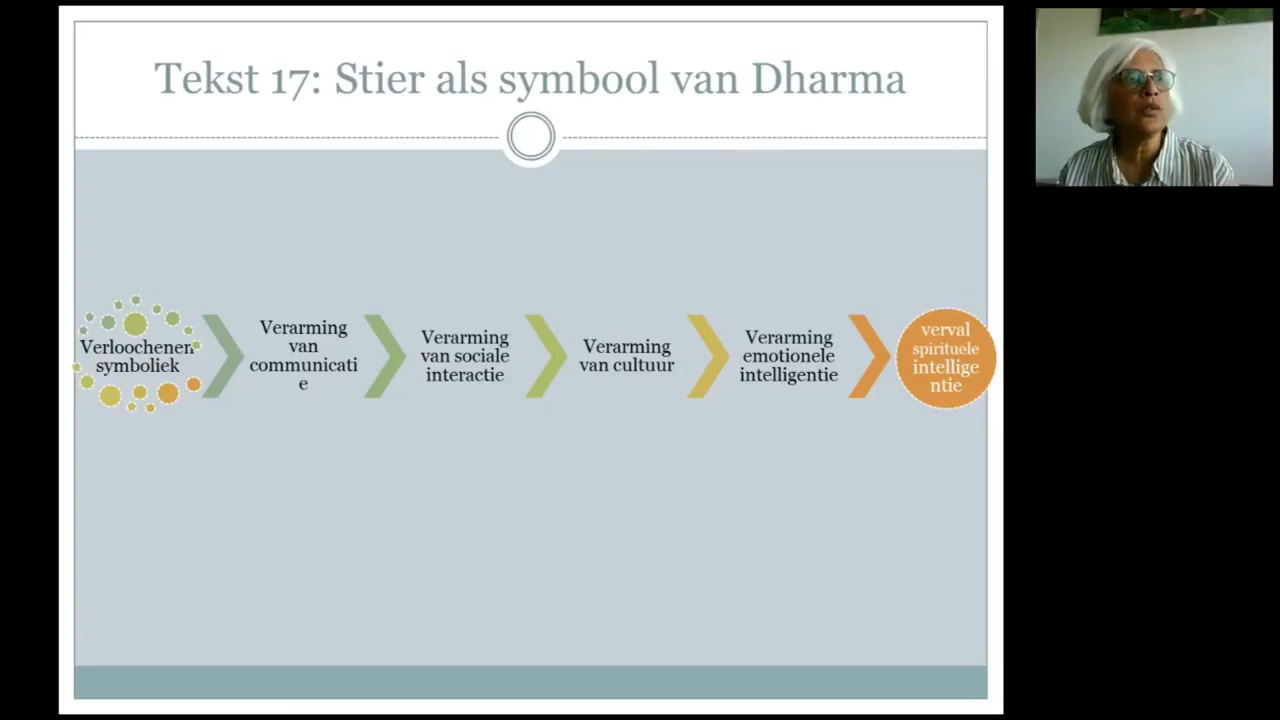 Tekst 17: Stier als symbool van Dharma
Verloochenen
symboliek
Verarming
van
communicati
e
Verarming
van sociale
interactie
Verarming
van cultuur
Verarming
emotionele
intelligentie
verval
spirituele
intellige
ntie